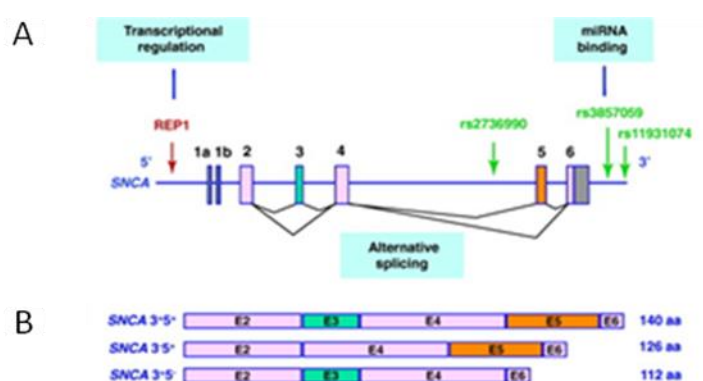 A
Transcriptional
regulation
miRNA
binding
REP1
rs2736990
rs3857059
rs11931074
5'
1a 1b 2 3 4 5 6
3'
SNCA
Alternative
splicing
B
SNCA 3+5+ E2 E3 E4 E5 E6 140 aa
SNCA 3-5+ E2 E4 E5 E6 126 aa
SNCA 3+5- E2 E3 E4 E6 112 aa